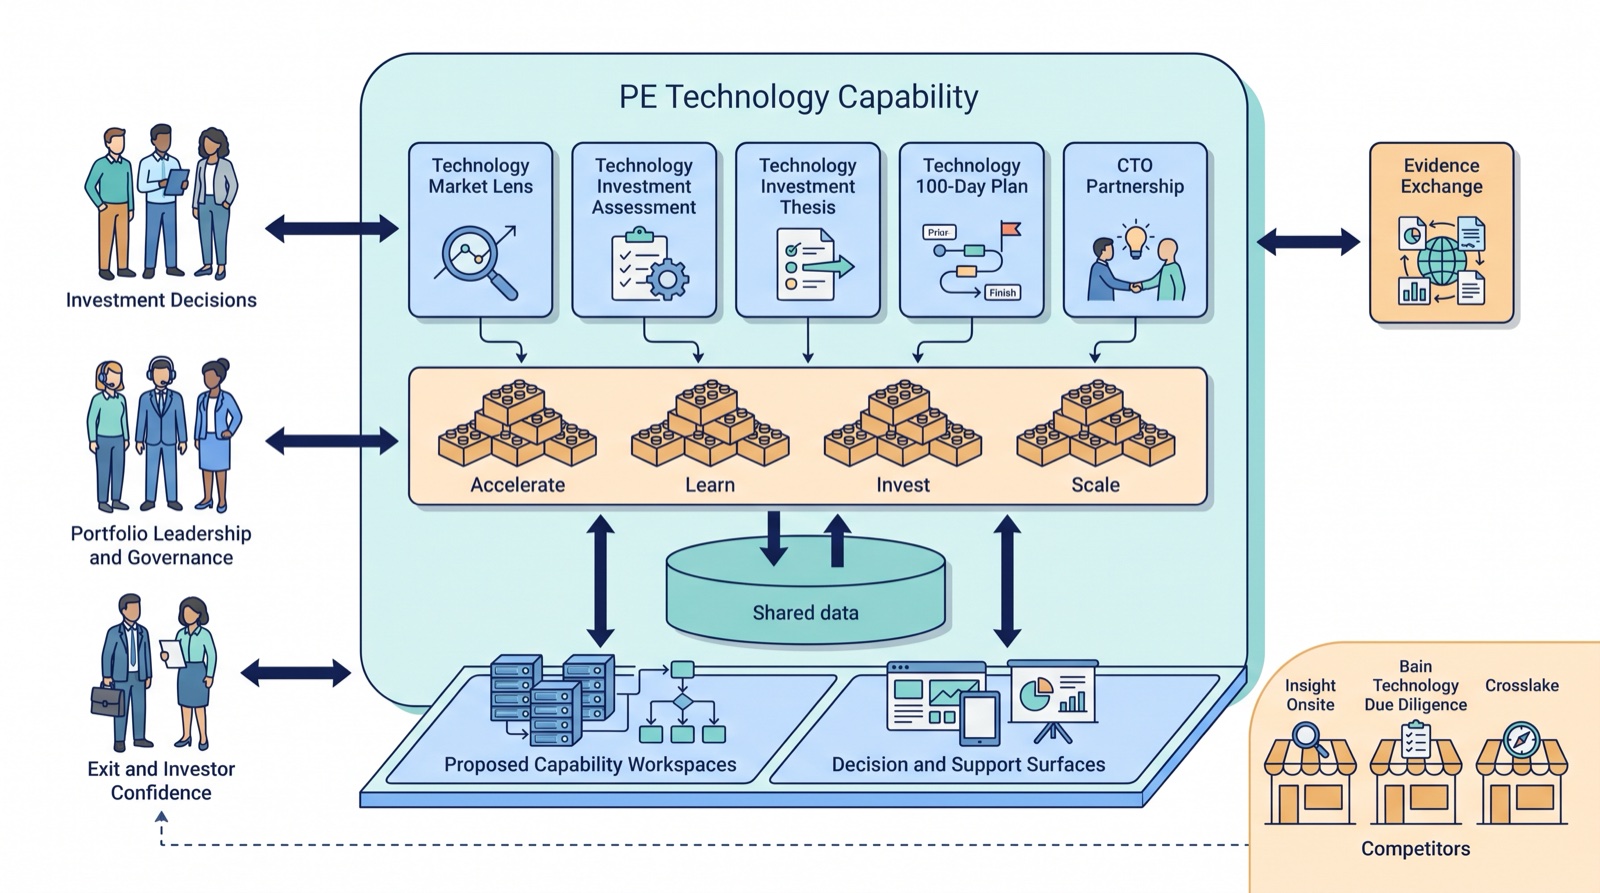 PE Technology Capability
Technology
Market Lens
Technology
Investment
Assessment
Technology
Investment
Thesis
Technology
100-Day Plan
Prior
Finish
CTO
Partnership
Evidence
Exchange
Investment Decisions
Portfolio Leadership
and Governance
Exit and Investor
Confidence
Accelerate
Learn
Invest
Scale
Shared data
Proposed Capability Workspaces
Decision and Support Surfaces
Insight
Onsite
Bain
Technology
Due Diligence
Crosslake
Competitors